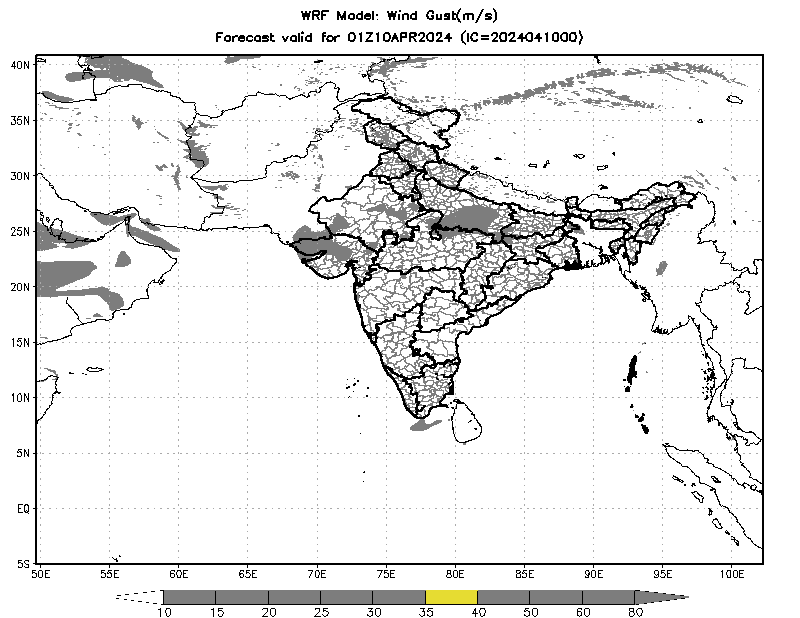 WRF Model: Wind Gust(m/s)
Forecast valid for 01Z10APR2024 (IC=2024041000)
40N
35N
30N
25N
20N
15N
10N
5N
EQ
5S
50E 55E 60E 65E 70E 75E 80E 85E 90E 95E 100E
10 15 20 25 30 35 40 50 60 80